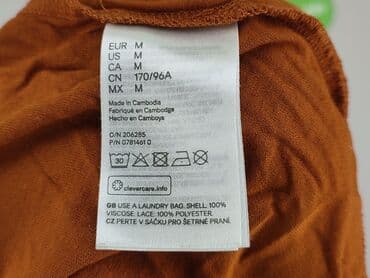 EUR M
US M
CA M
CN 170/96A
MX M
Made in Cambodia
Fabriqué en Cambodge
Hecho en Camboya
O/N 206285
P/N 0781461 0
30
clevercare.info
GB USE A LAUNDRY BAG. SHELL: 100%
VISCOSE. LACE: 100% POLYESTER.
CZ PERTE V SÁČKU PRO ŠETRNÉ PRANÍ.